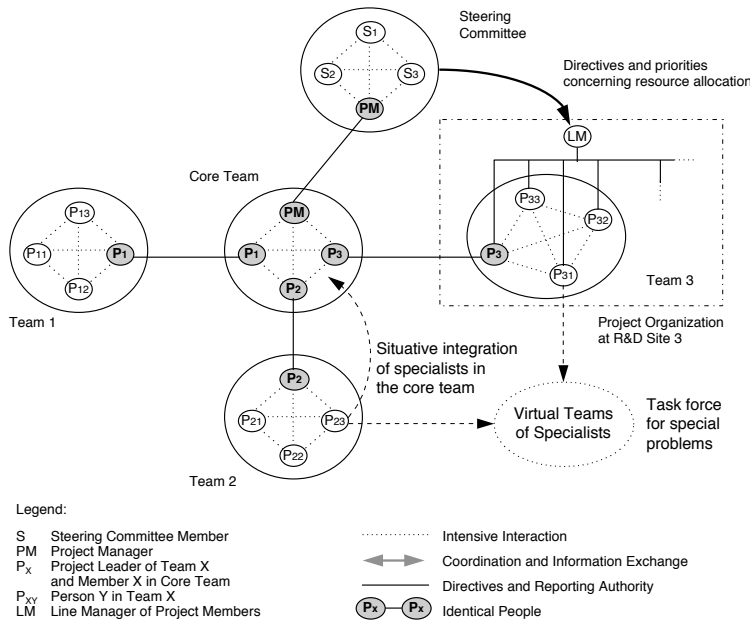 Steering
Committee
S1
S2
S3
PM
Directives and priorities
concerning resource allocation
LM
Core Team
PM
P1
P3
P2
P13
P11
P1
P12
Team 1
P33
P32
P3
P31
Team 3
Project Organization
at R&D Site 3
Situative integration
of specialists in
the core team
P2
P21
P23
P22
Team 2
Virtual Teams
of Specialists
Task force
for special
problems
Legend:
S Steering Committee Member
PM Project Manager
PX Project Leader of Team X
and Member X in Core Team
PXY Person Y in Team X
LM Line Manager of Project Members
Intensive Interaction
Coordination and Information Exchange
Directives and Reporting Authority
Px Px Identical People